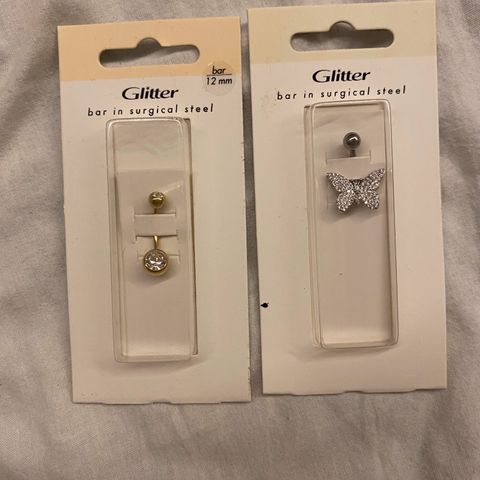 Glitter
bar in surgical steel
bar
12 mm
Glitter
bar in surgical steel